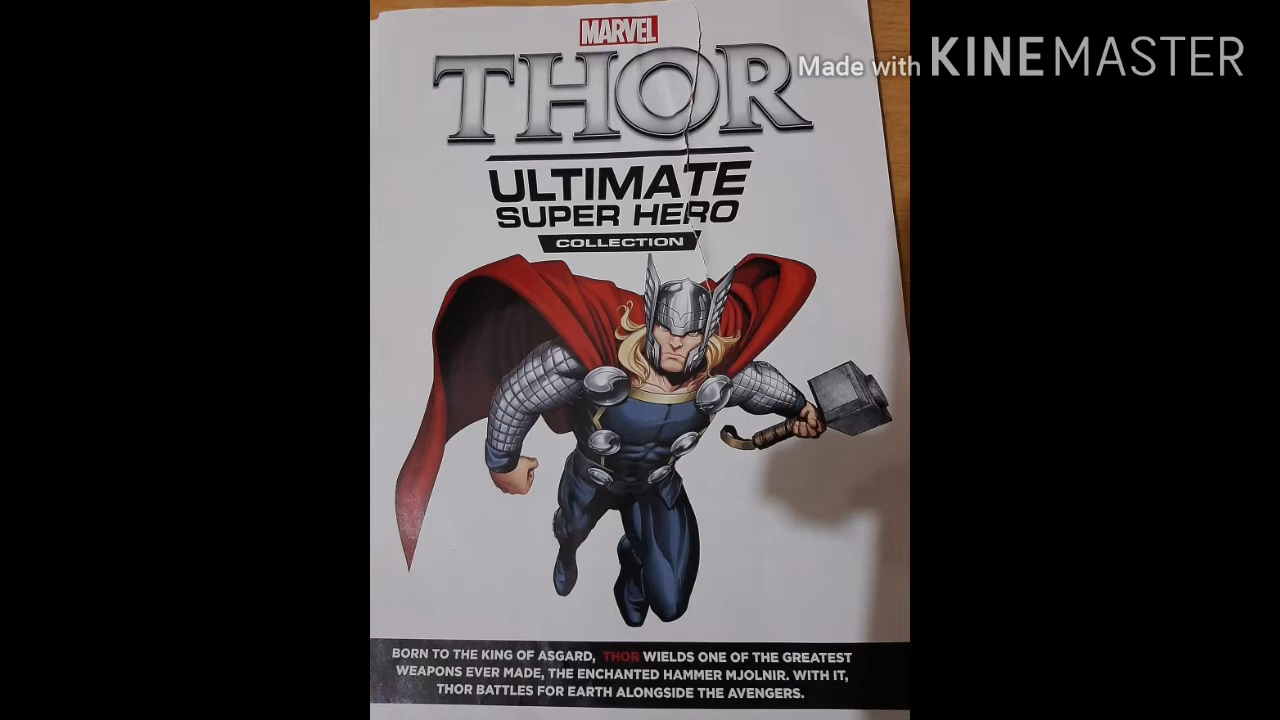 MARVEL
THOR
Made with KINEMASTER
ULTIMATE
SUPER HERO
COLLECTION
BORN TO THE KING OF ASGARD, THOR WIELDS ONE OF THE GREATEST
WEAPONS EVER MADE, THE ENCHANTED HAMMER MJOLNIR. WITH IT,
THOR BATTLES FOR EARTH ALONGSIDE THE AVENGERS.